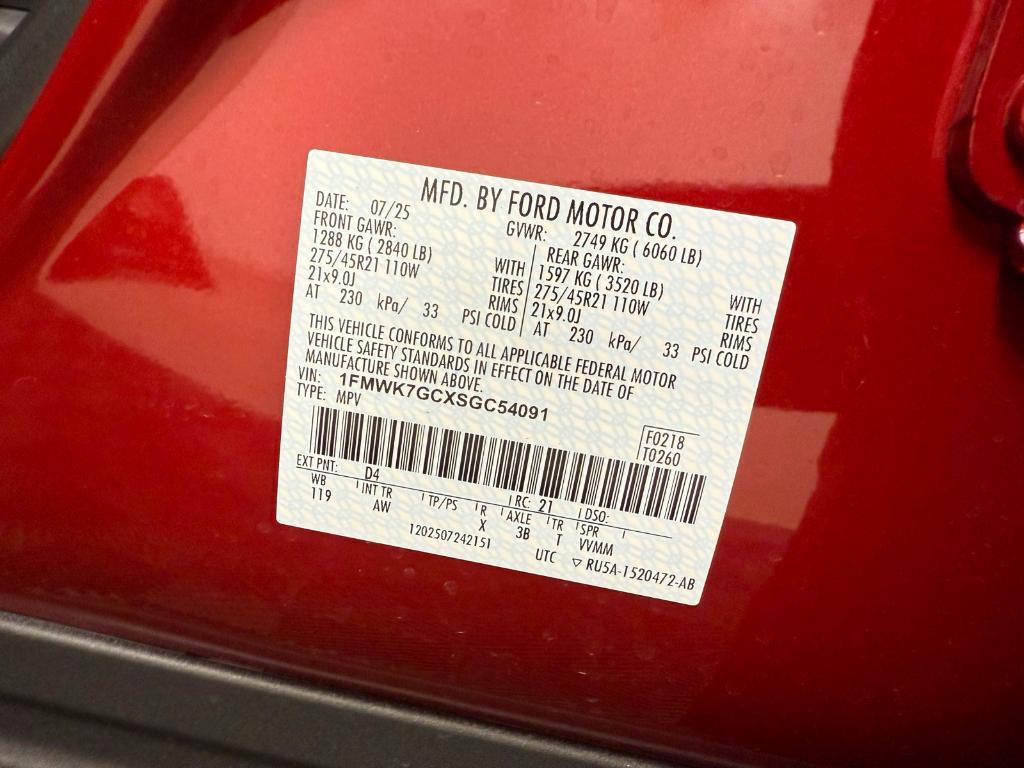 MFD. BY FORD MOTOR CO.
DATE: 07/25 GVWR: 2749 KG ( 6060 LB)
FRONT GAWR: REAR GAWR:
1288 KG ( 2840 LB) WITH 1597 KG ( 3520 LB) WITH
275/45R21 110W TIRES 275/45R21 110W TIRES
21x9.0J RIMS 21x9.0J RIMS
AT 230 kPa/ 33 PSI COLD AT 230 kPa/ 33 PSI COLD
THIS VEHICLE CONFORMS TO ALL APPLICABLE FEDERAL MOTOR
VEHICLE SAFETY STANDARDS IN EFFECT ON THE DATE OF
MANUFACTURE SHOWN ABOVE.
VIN: 1FMWK7GCXSGC54091
TYPE: MPV
F0218
T0260
EXT PNT: D4 RC: 21 DSO:
WB INT TR TP/PS R AXLE TR SPR
119 AW X 3B T VVMM
1202507242151 UTC ▽ RU5A-1520472-AB